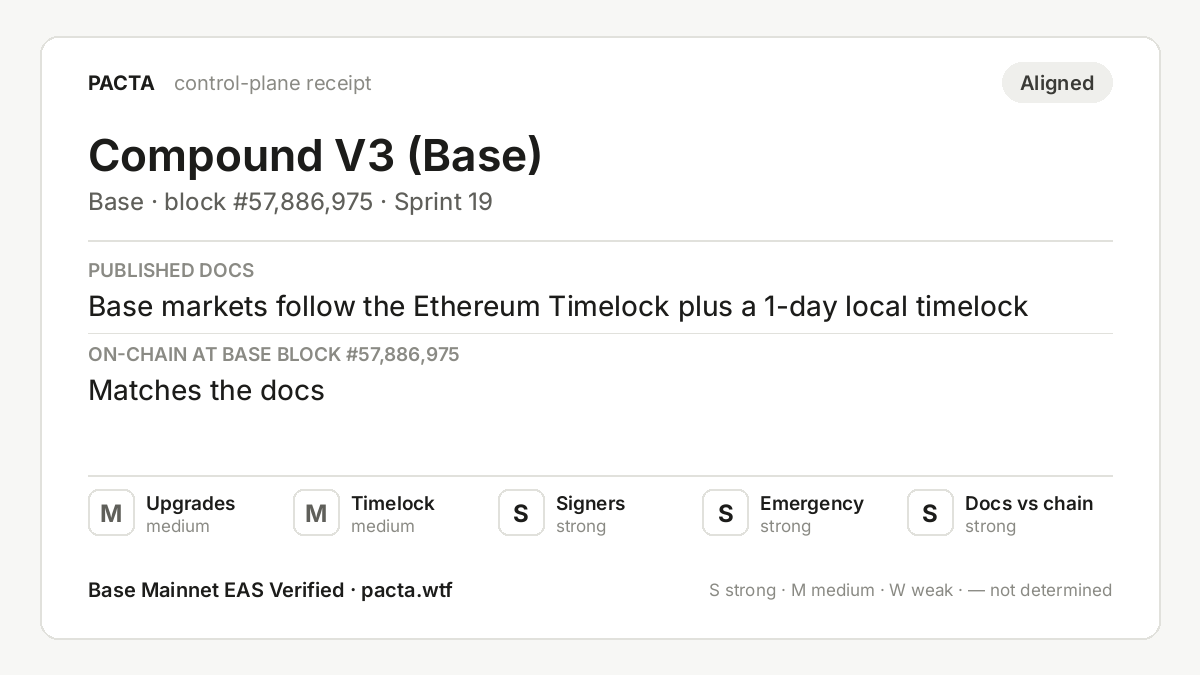 PACTA control-plane receipt Aligned
Compound V3 (Base)
Base · block #57,886,975 · Sprint 19
PUBLISHED DOCS
Base markets follow the Ethereum Timelock plus a 1-day local timelock
ON-CHAIN AT BASE BLOCK #57,886,975
Matches the docs
M Upgrades medium
M Timelock medium
S Signers strong
S Emergency strong
S Docs vs chain strong
Base Mainnet EAS Verified · pacta.wtf
S strong · M medium · W weak · — not determined